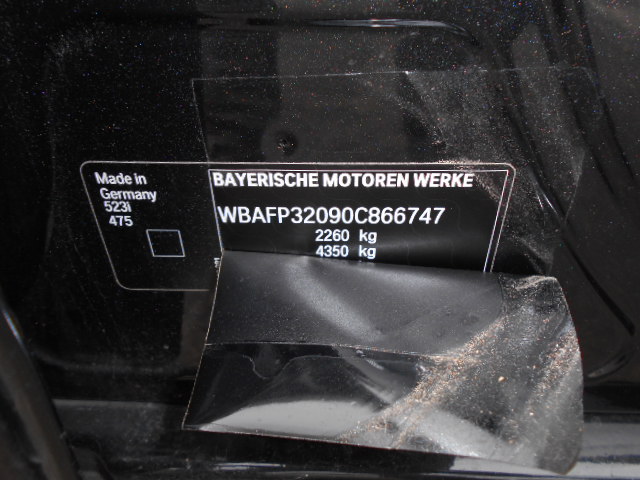 Made in
Germany
523i
475
BAYERISCHE MOTOREN WERKE
WBAFP32090C866747
2260 kg
4350 kg